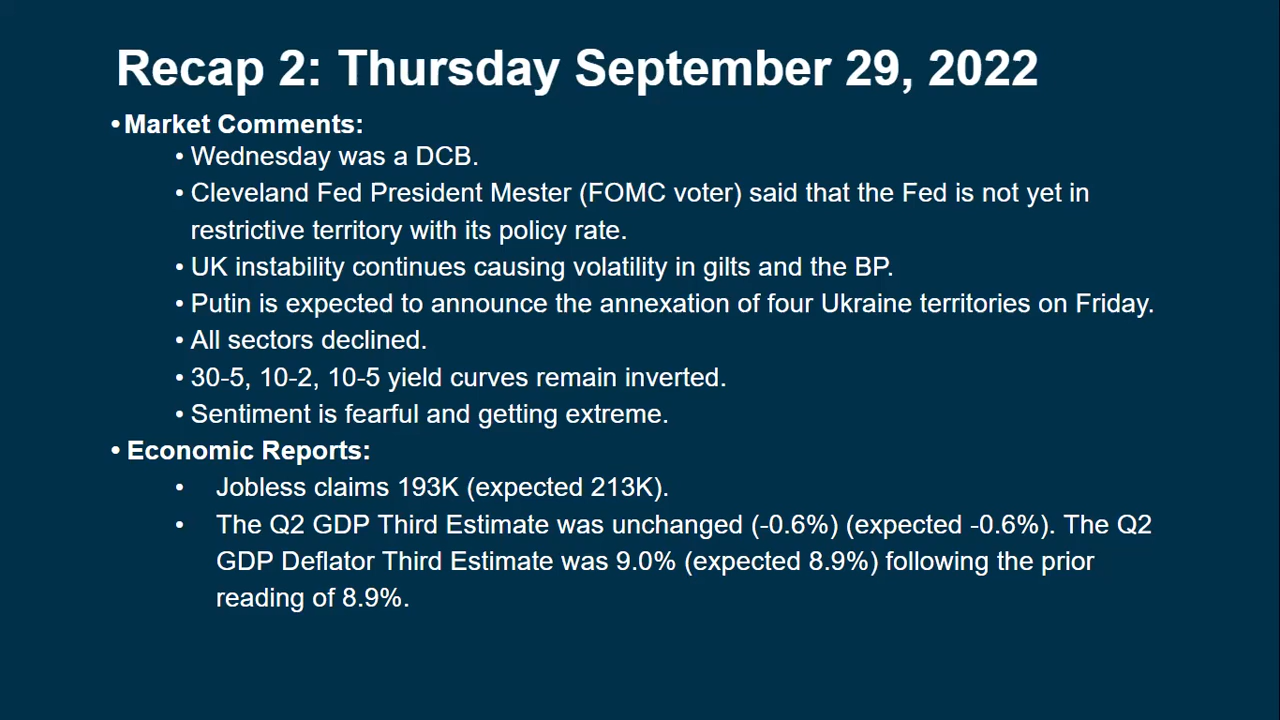 Recap 2: Thursday September 29, 2022
• Market Comments:
• Wednesday was a DCB.
• Cleveland Fed President Mester (FOMC voter) said that the Fed is not yet in
restrictive territory with its policy rate.
• UK instability continues causing volatility in gilts and the BP.
• Putin is expected to announce the annexation of four Ukraine territories on Friday.
• All sectors declined.
• 30-5, 10-2, 10-5 yield curves remain inverted.
• Sentiment is fearful and getting extreme.
• Economic Reports:
• Jobless claims 193K (expected 213K).
• The Q2 GDP Third Estimate was unchanged (-0.6%) (expected -0.6%). The Q2
GDP Deflator Third Estimate was 9.0% (expected 8.9%) following the prior
reading of 8.9%.